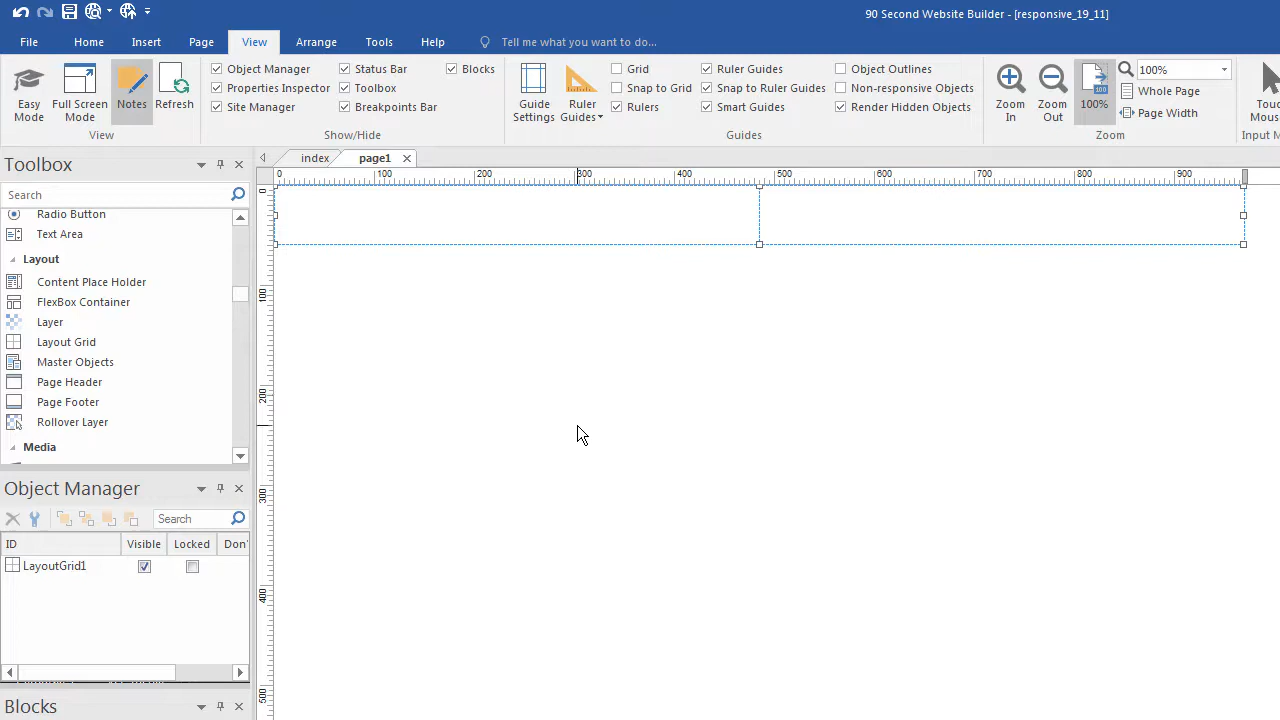 90 Second Website Builder - [responsive_19_11]
File Home Insert Page View Arrange Tools Help Tell me what you want to do...
Easy Mode
Full Screen Mode
Notes
Refresh
View
Object Manager
Properties Inspector
Site Manager
Status Bar
Toolbox
Breakpoints Bar
Blocks
Show/Hide
Guide Settings
Ruler Guides
Grid
Snap to Grid
Rulers
Ruler Guides
Snap to Ruler Guides
Smart Guides
Object Outlines
Non-responsive Objects
Render Hidden Objects
Guides
Zoom In
Zoom Out
100%
100%
Whole Page
Page Width
Zoom
Input M
Toolbox
Search
Radio Button
Text Area
Layout
Content Place Holder
FlexBox Container
Layer
Layout Grid
Master Objects
Page Header
Page Footer
Rollover Layer
Media
Object Manager
Search
ID Visible Locked Don'
LayoutGrid1
Blocks
index page1
0 100 200 300 400 500 600 700 800 900
0
100
200
300
400
500